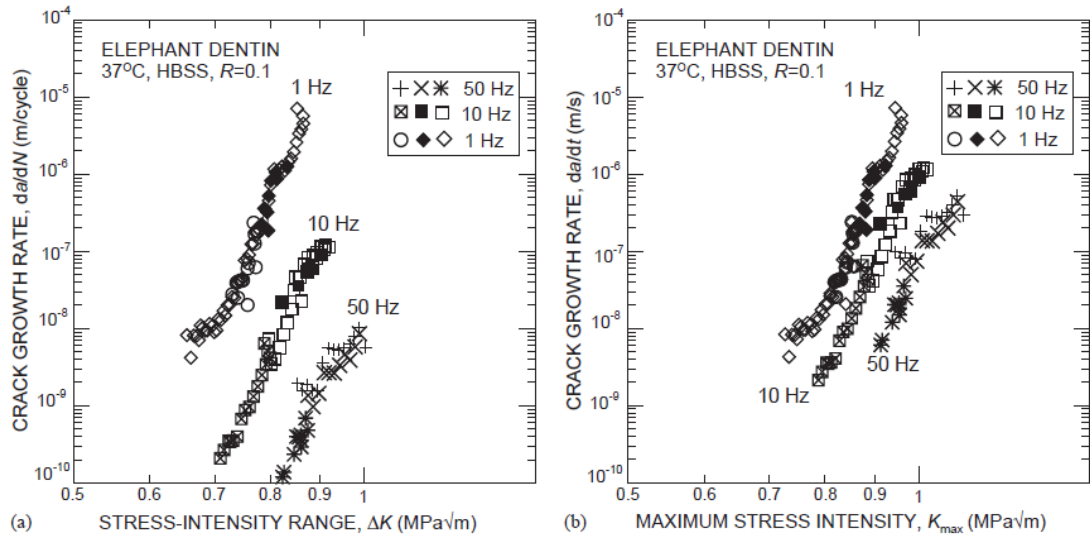 10⁻⁴
10⁻⁵
10⁻⁶
10⁻⁷
10⁻⁸
10⁻⁹
10⁻¹⁰
CRACK GROWTH RATE, da/dN (m/cycle)
ELEPHANT DENTIN
37°C, HBSS, R=0.1
1 Hz
50 Hz
10 Hz
1 Hz
10 Hz
50 Hz
0.5 0.6 0.7 0.8 0.9 1
(a) STRESS-INTENSITY RANGE, ΔK (MPa√m)
10⁻⁴
10⁻⁵
10⁻⁶
10⁻⁷
10⁻⁸
10⁻⁹
10⁻¹⁰
CRACK GROWTH RATE, da/dt (m/s)
ELEPHANT DENTIN
37°C, HBSS, R=0.1
1 Hz
50 Hz
10 Hz
1 Hz
50 Hz
10 Hz
0.5 0.6 0.7 0.8 0.9 1
(b) MAXIMUM STRESS INTENSITY, Kmax (MPa√m)